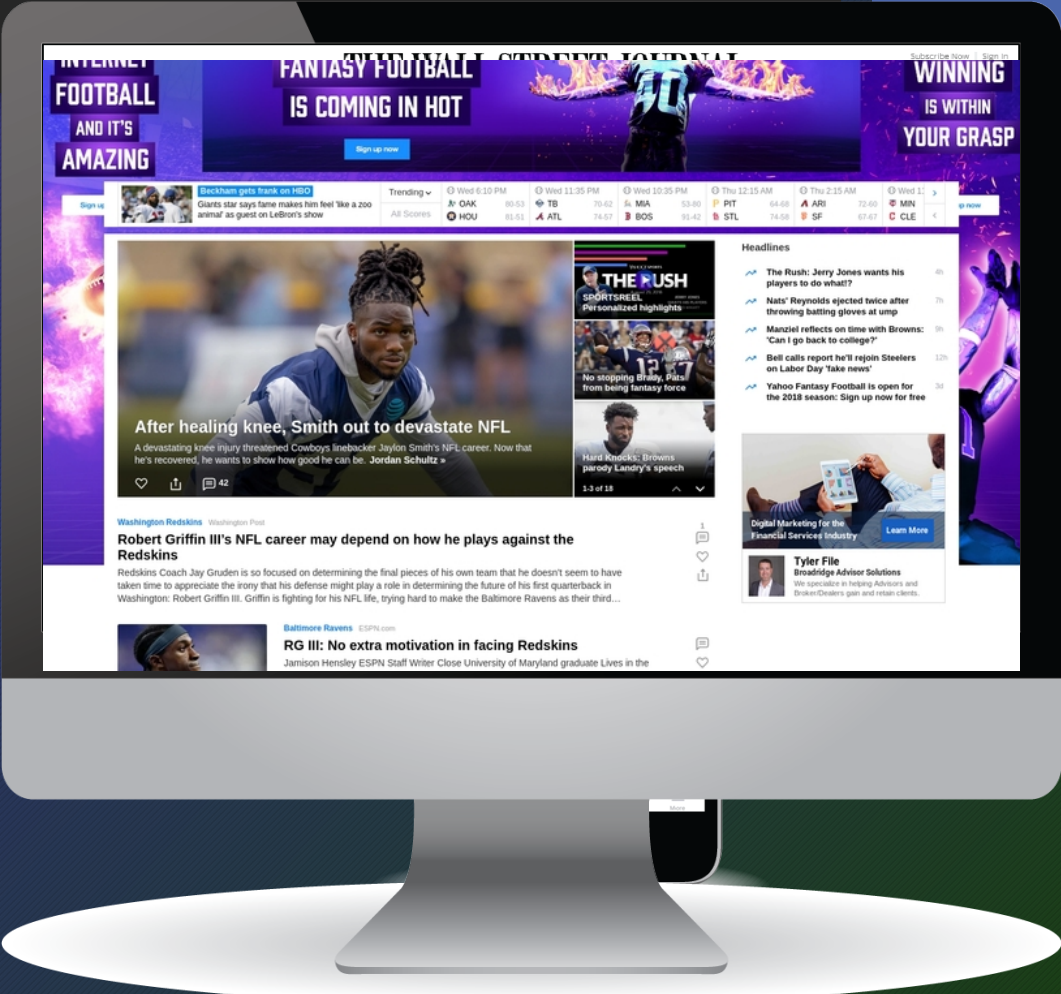 THE WALL STREET JOURNAL
Subscribe Now | Sign In
INTERNET
FOOTBALL
AND IT'S
AMAZING
FANTASY FOOTBALL
IS COMING IN HOT
Sign up now
WINNING
IS WITHIN
YOUR GRASP
Sign up
up now
Beckham gets frank on HBO
Giants star says fame makes him feel 'like a zoo
animal' as guest on LeBron's show
Trending
All Scores
Wed 6:10 PM
OAK 80-53
HOU 81-51
Wed 11:35 PM
TB 70-62
ATL 74-57
Wed 10:35 PM
MIA 53-80
BOS 91-42
Thu 12:15 AM
PIT 64-68
STL 74-58
Thu 2:15 AM
ARI 72-60
SF 67-67
Wed 1:
MIN
CLE
After healing knee, Smith out to devastate NFL
A devastating knee injury threatened Cowboys linebacker Jaylon Smith's NFL career. Now that
he's recovered, he wants to show how good he can be. Jordan Schultz »
42
THE RUSH
SPORTSREEL
Personalized highlights
No stopping Brady, Pats
from being fantasy force
Hard Knocks: Browns
parody Landry's speech
1-3 of 18
Headlines
The Rush: Jerry Jones wants his
players to do what!?
4h
Nats' Reynolds ejected twice after
throwing batting gloves at ump
7h
Manziel reflects on time with Browns:
'Can I go back to college?'
9h
Bell calls report he'll rejoin Steelers
on Labor Day 'fake news'
12h
Yahoo Fantasy Football is open for
the 2018 season: Sign up now for free
3d
Digital Marketing for the
Financial Services Industry
Learn More
Tyler File
Broadridge Advisor Solutions
We specialize in helping Advisors and
Broker/Dealers gain and retain clients.
Washington Redskins Washington Post
Robert Griffin III's NFL career may depend on how he plays against the
Redskins
Redskins Coach Jay Gruden is so focused on determining the final pieces of his own team that he doesn't seem to have
taken time to appreciate the irony that his defense might play a role in determining the future of his first quarterback in
Washington: Robert Griffin III. Griffin is fighting for his NFL life, trying hard to make the Baltimore Ravens as their third…
1
Baltimore Ravens ESPN.com
RG III: No extra motivation in facing Redskins
Jamison Hensley ESPN Staff Writer Close University of Maryland graduate Lives in the
More